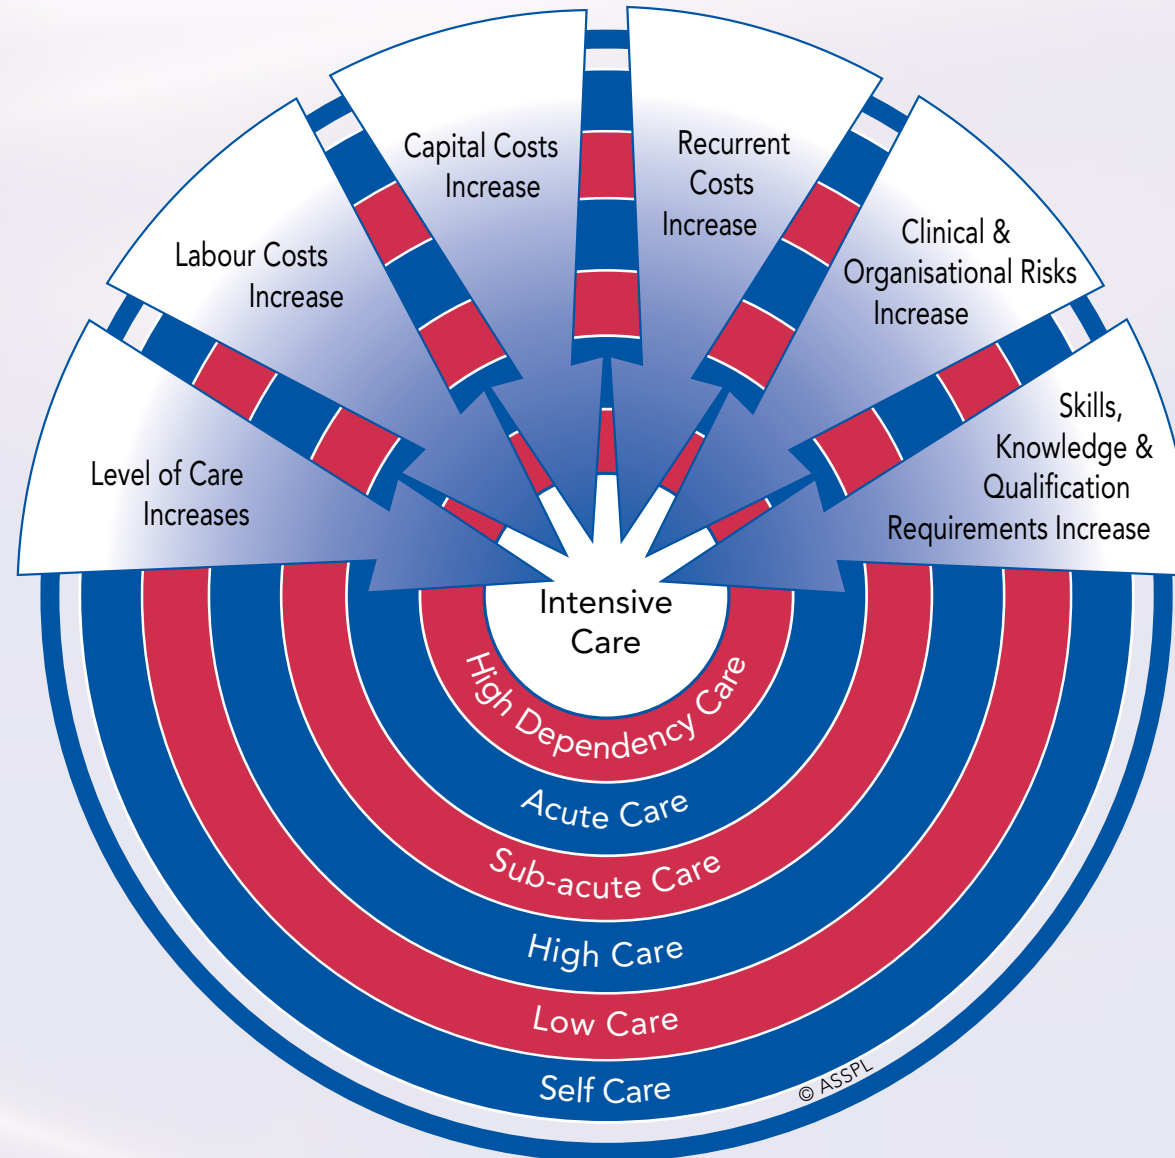 Capital Costs
Increase
Recurrent
Costs
Increase
Labour Costs
Increase
Clinical &
Organisational Risks
Increase
Level of Care
Increases
Skills,
Knowledge &
Qualification
Requirements Increase
Intensive
Care
High Dependency Care
Acute Care
Sub-acute Care
High Care
Low Care
Self Care
© ASSPL